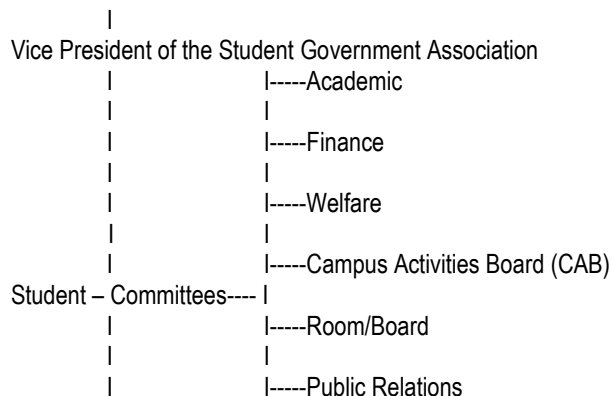 I
Vice President of the Student Government Association
I I-----Academic
I I
I I-----Finance
I I
I I-----Welfare
I I
I I-----Campus Activities Board (CAB)
Student – Committees---- I
I I-----Room/Board
I I
I I-----Public Relations